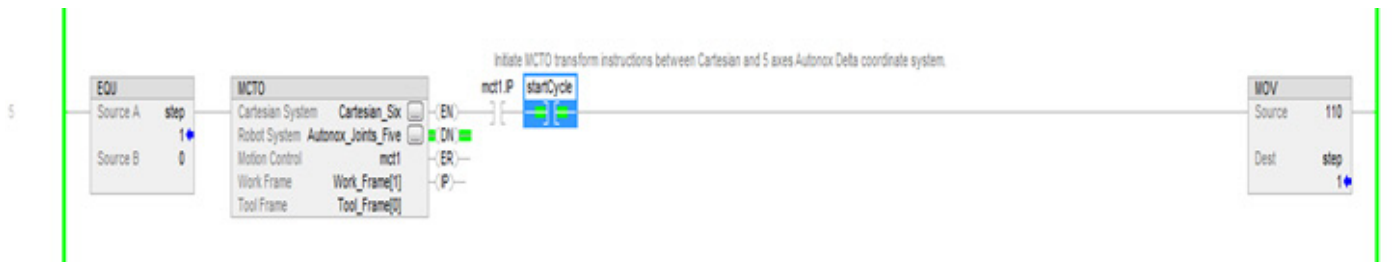 Initiate MCTO transform instructions between Cartesian and 5 axes Autonox Delta coordinate system.
5
EQU
Source A step
1
Source B 0
MCTO
Cartesian System Cartesian_Six ... (EN)
Robot System Autonox_Joints_Five ... (DN)
Motion Control mct1 (ER)
Work Frame Work_Frame[1] (IP)
Tool Frame Tool_Frame[0]
mct1.IP
startCycle
MOV
Source 110
Dest step
1